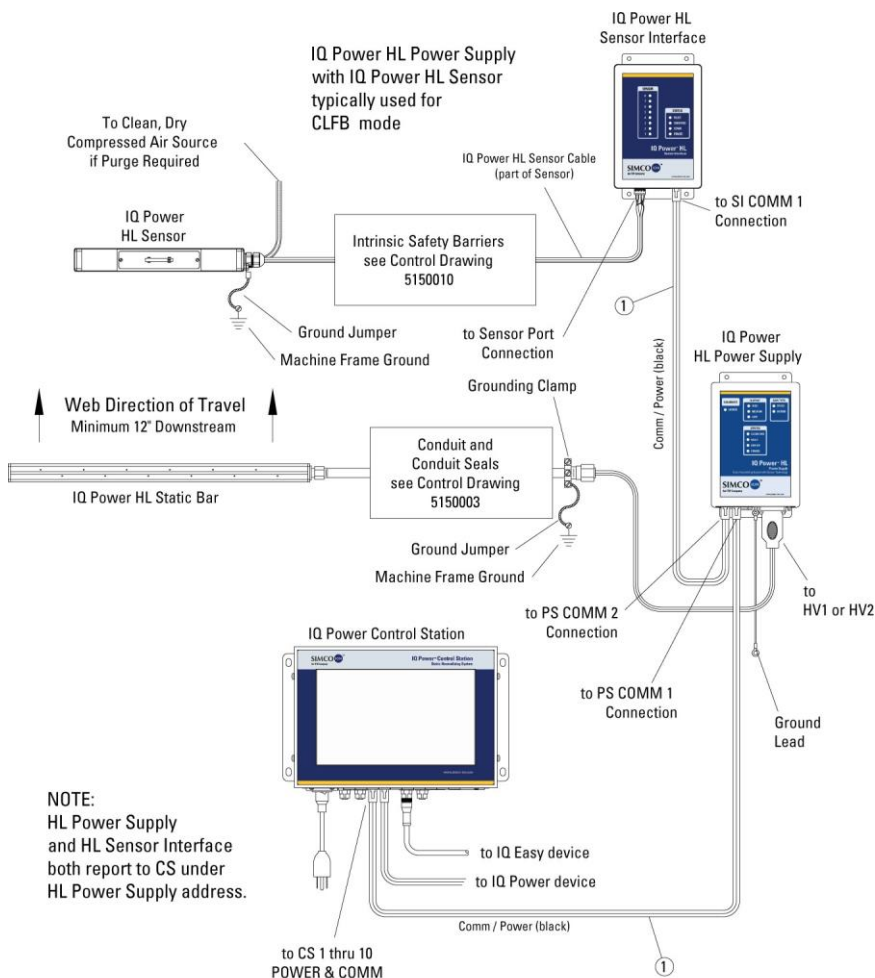 IQ Power HL
Sensor Interface
IQ Power HL Power Supply
with IQ Power HL Sensor
typically used for
CLFB mode
To Clean, Dry
Compressed Air Source
if Purge Required
IQ Power HL Sensor Cable
(part of Sensor)
IQ Power HL
SIMCO
to SI COMM 1
Connection
IQ Power
HL Sensor
Intrinsic Safety Barriers
see Control Drawing
5150010
1
Ground Jumper
Machine Frame Ground
to Sensor Port
Connection
IQ Power
HL Power Supply
Comm / Power (black)
Grounding Clamp
Web Direction of Travel
Minimum 12" Downstream
Conduit and
Conduit Seals
see Control Drawing
5150003
IQ Power HL Static Bar
IQ Power HL
SIMCO
Ground Jumper
Machine Frame Ground
to
HV1 or HV2
to PS COMM 2
Connection
IQ Power Control Station
SIMCO
IQ Power Control Station
to PS COMM 1
Connection
Ground
Lead
NOTE:
HL Power Supply
and HL Sensor Interface
both report to CS under
HL Power Supply address.
to IQ Easy device
to IQ Power device
Comm / Power (black)
1
to CS 1 thru 10
POWER & COMM